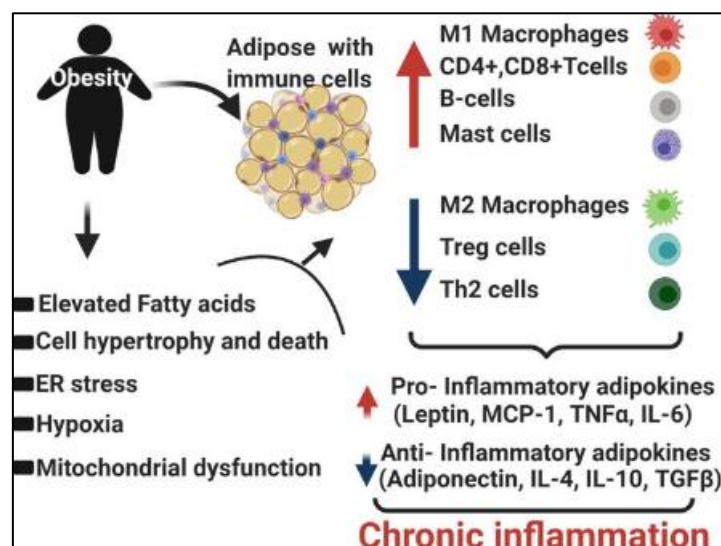 Obesity
Adipose with
immune cells
M1 Macrophages
CD4+,CD8+Tcells
B-cells
Mast cells
M2 Macrophages
Treg cells
Th2 cells
Elevated Fatty acids
Cell hypertrophy and death
ER stress
Hypoxia
Mitochondrial dysfunction
Pro- Inflammatory adipokines
(Leptin, MCP-1, TNFα, IL-6)
Anti- Inflammatory adipokines
(Adiponectin, IL-4, IL-10, TGFβ)
Chronic inflammation